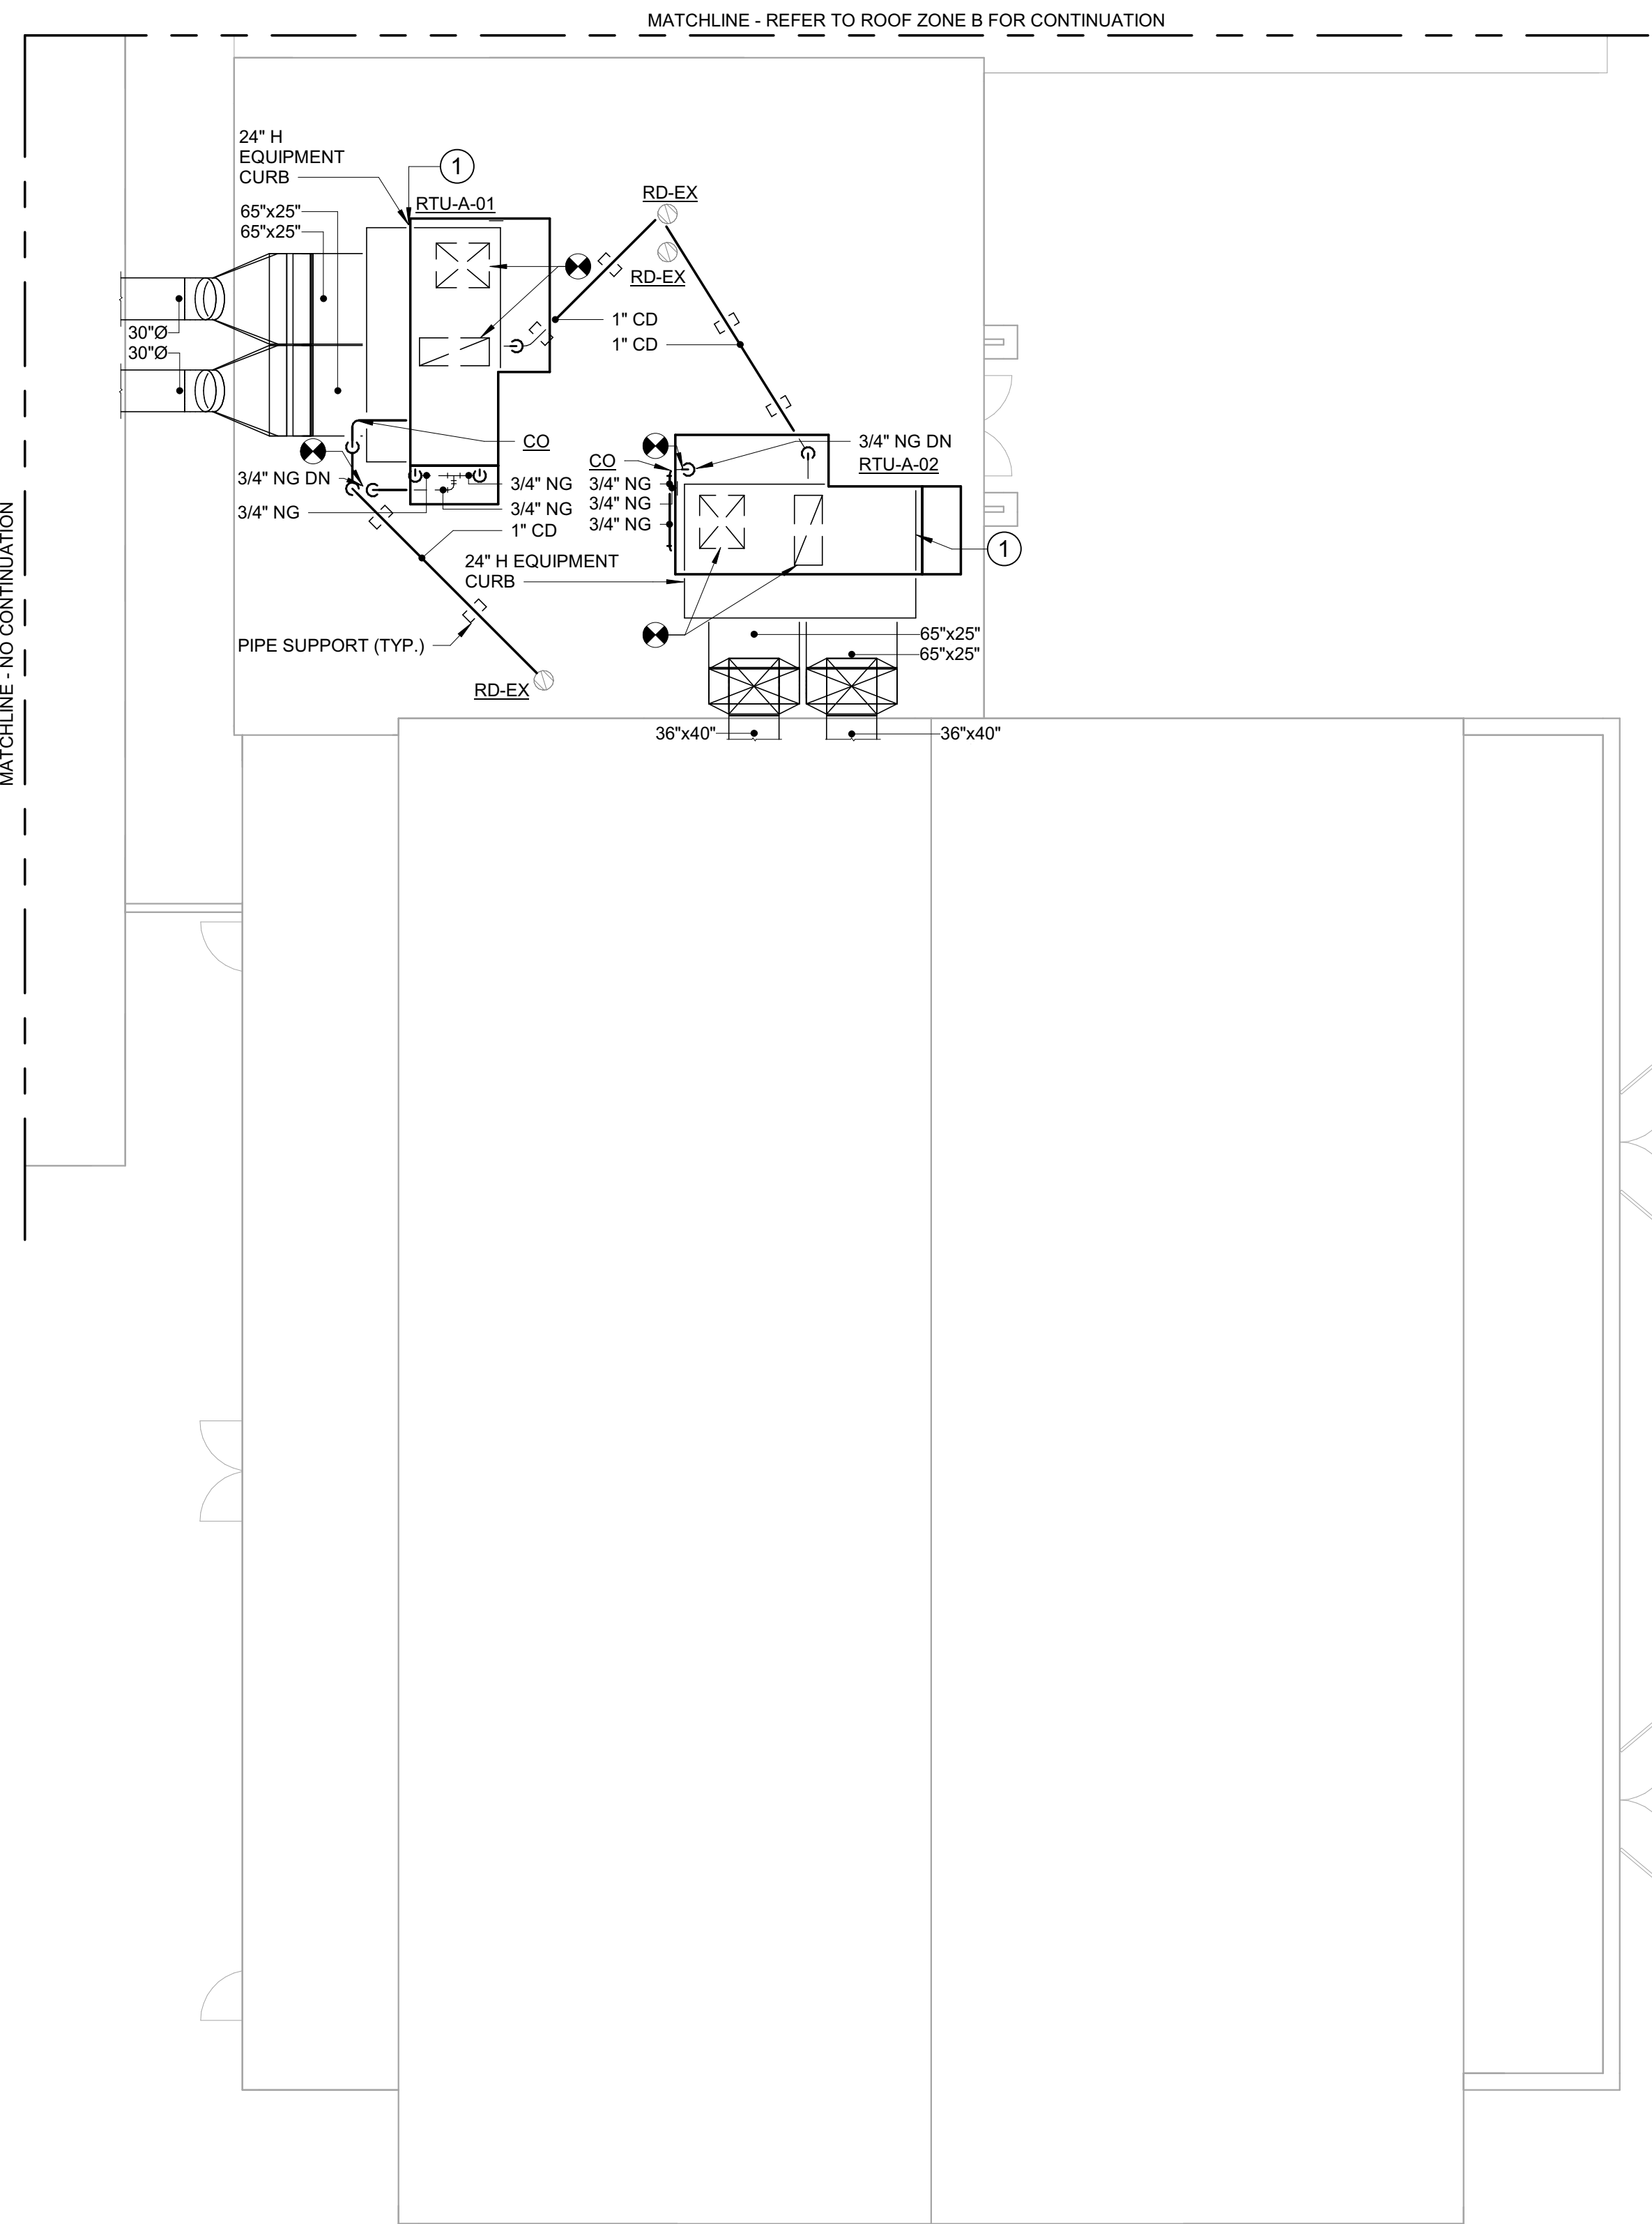 MATCHLINE - REFER TO ROOF ZONE B FOR CONTINUATION
MATCHLINE - NO CONTINUATION
24" H
EQUIPMENT
CURB
1
RTU-A-01
65"x25"
65"x25"
30"Ø
30"Ø
RD-EX
RD-EX
1" CD
1" CD
CO
3/4" NG DN
3/4" NG
3/4" NG
3/4" NG
1" CD
CO
3/4" NG
3/4" NG
3/4" NG
3/4" NG DN
RTU-A-02
24" H EQUIPMENT
CURB
1
PIPE SUPPORT (TYP.)
RD-EX
65"x25"
65"x25"
36"x40"
36"x40"